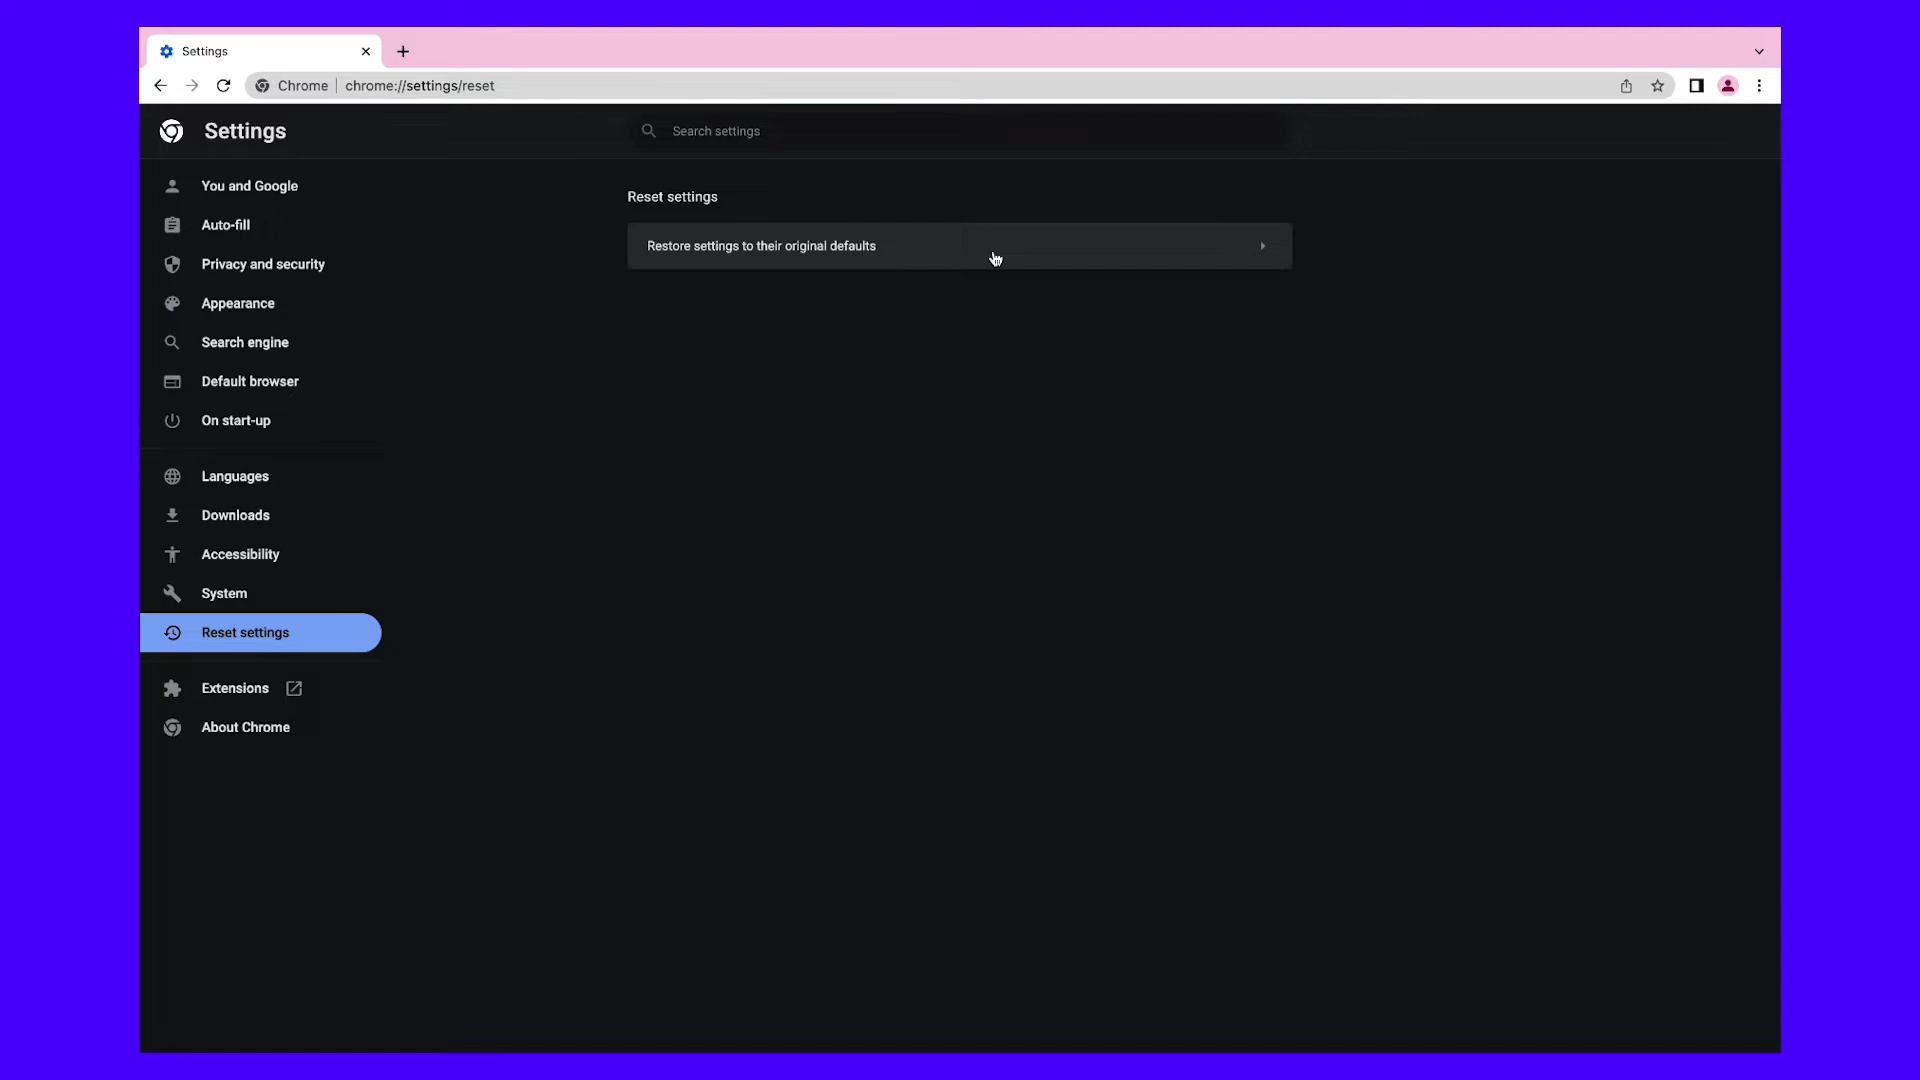 Settings
Chrome
chrome://settings/reset
Settings
Search settings
You and Google
Auto-fill
Privacy and security
Appearance
Search engine
Default browser
On start-up
Languages
Downloads
Accessibility
System
Reset settings
Extensions
About Chrome
Reset settings
Restore settings to their original defaults